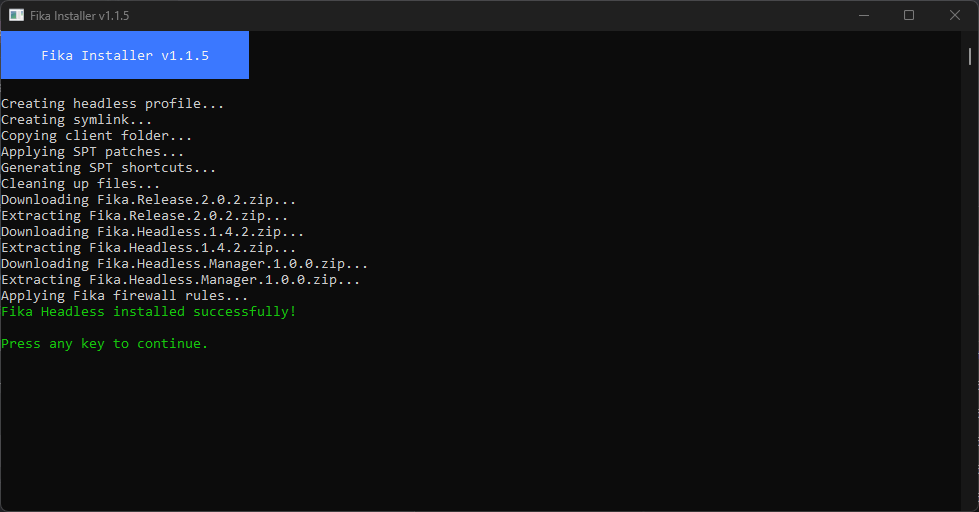 Fika Installer v1.1.5
Fika Installer v1.1.5
Creating headless profile...
Creating symlink...
Copying client folder...
Applying SPT patches...
Generating SPT shortcuts...
Cleaning up files...
Downloading Fika.Release.2.0.2.zip...
Extracting Fika.Release.2.0.2.zip...
Downloading Fika.Headless.1.4.2.zip...
Extracting Fika.Headless.1.4.2.zip...
Downloading Fika.Headless.Manager.1.0.0.zip...
Extracting Fika.Headless.Manager.1.0.0.zip...
Applying Fika firewall rules...
Fika Headless installed successfully!
Press any key to continue.